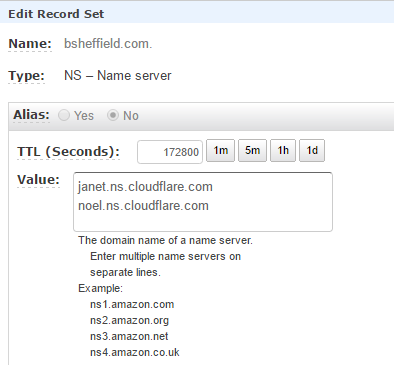 Edit Record Set
Name: bsheffield.com.
Type: NS – Name server
Alias: Yes No
TTL (Seconds): 172800 1m 5m 1h 1d
Value: janet.ns.cloudflare.com
noel.ns.cloudflare.com
The domain name of a name server.
Enter multiple name servers on
separate lines.
Example:
ns1.amazon.com
ns2.amazon.org
ns3.amazon.net
ns4.amazon.co.uk